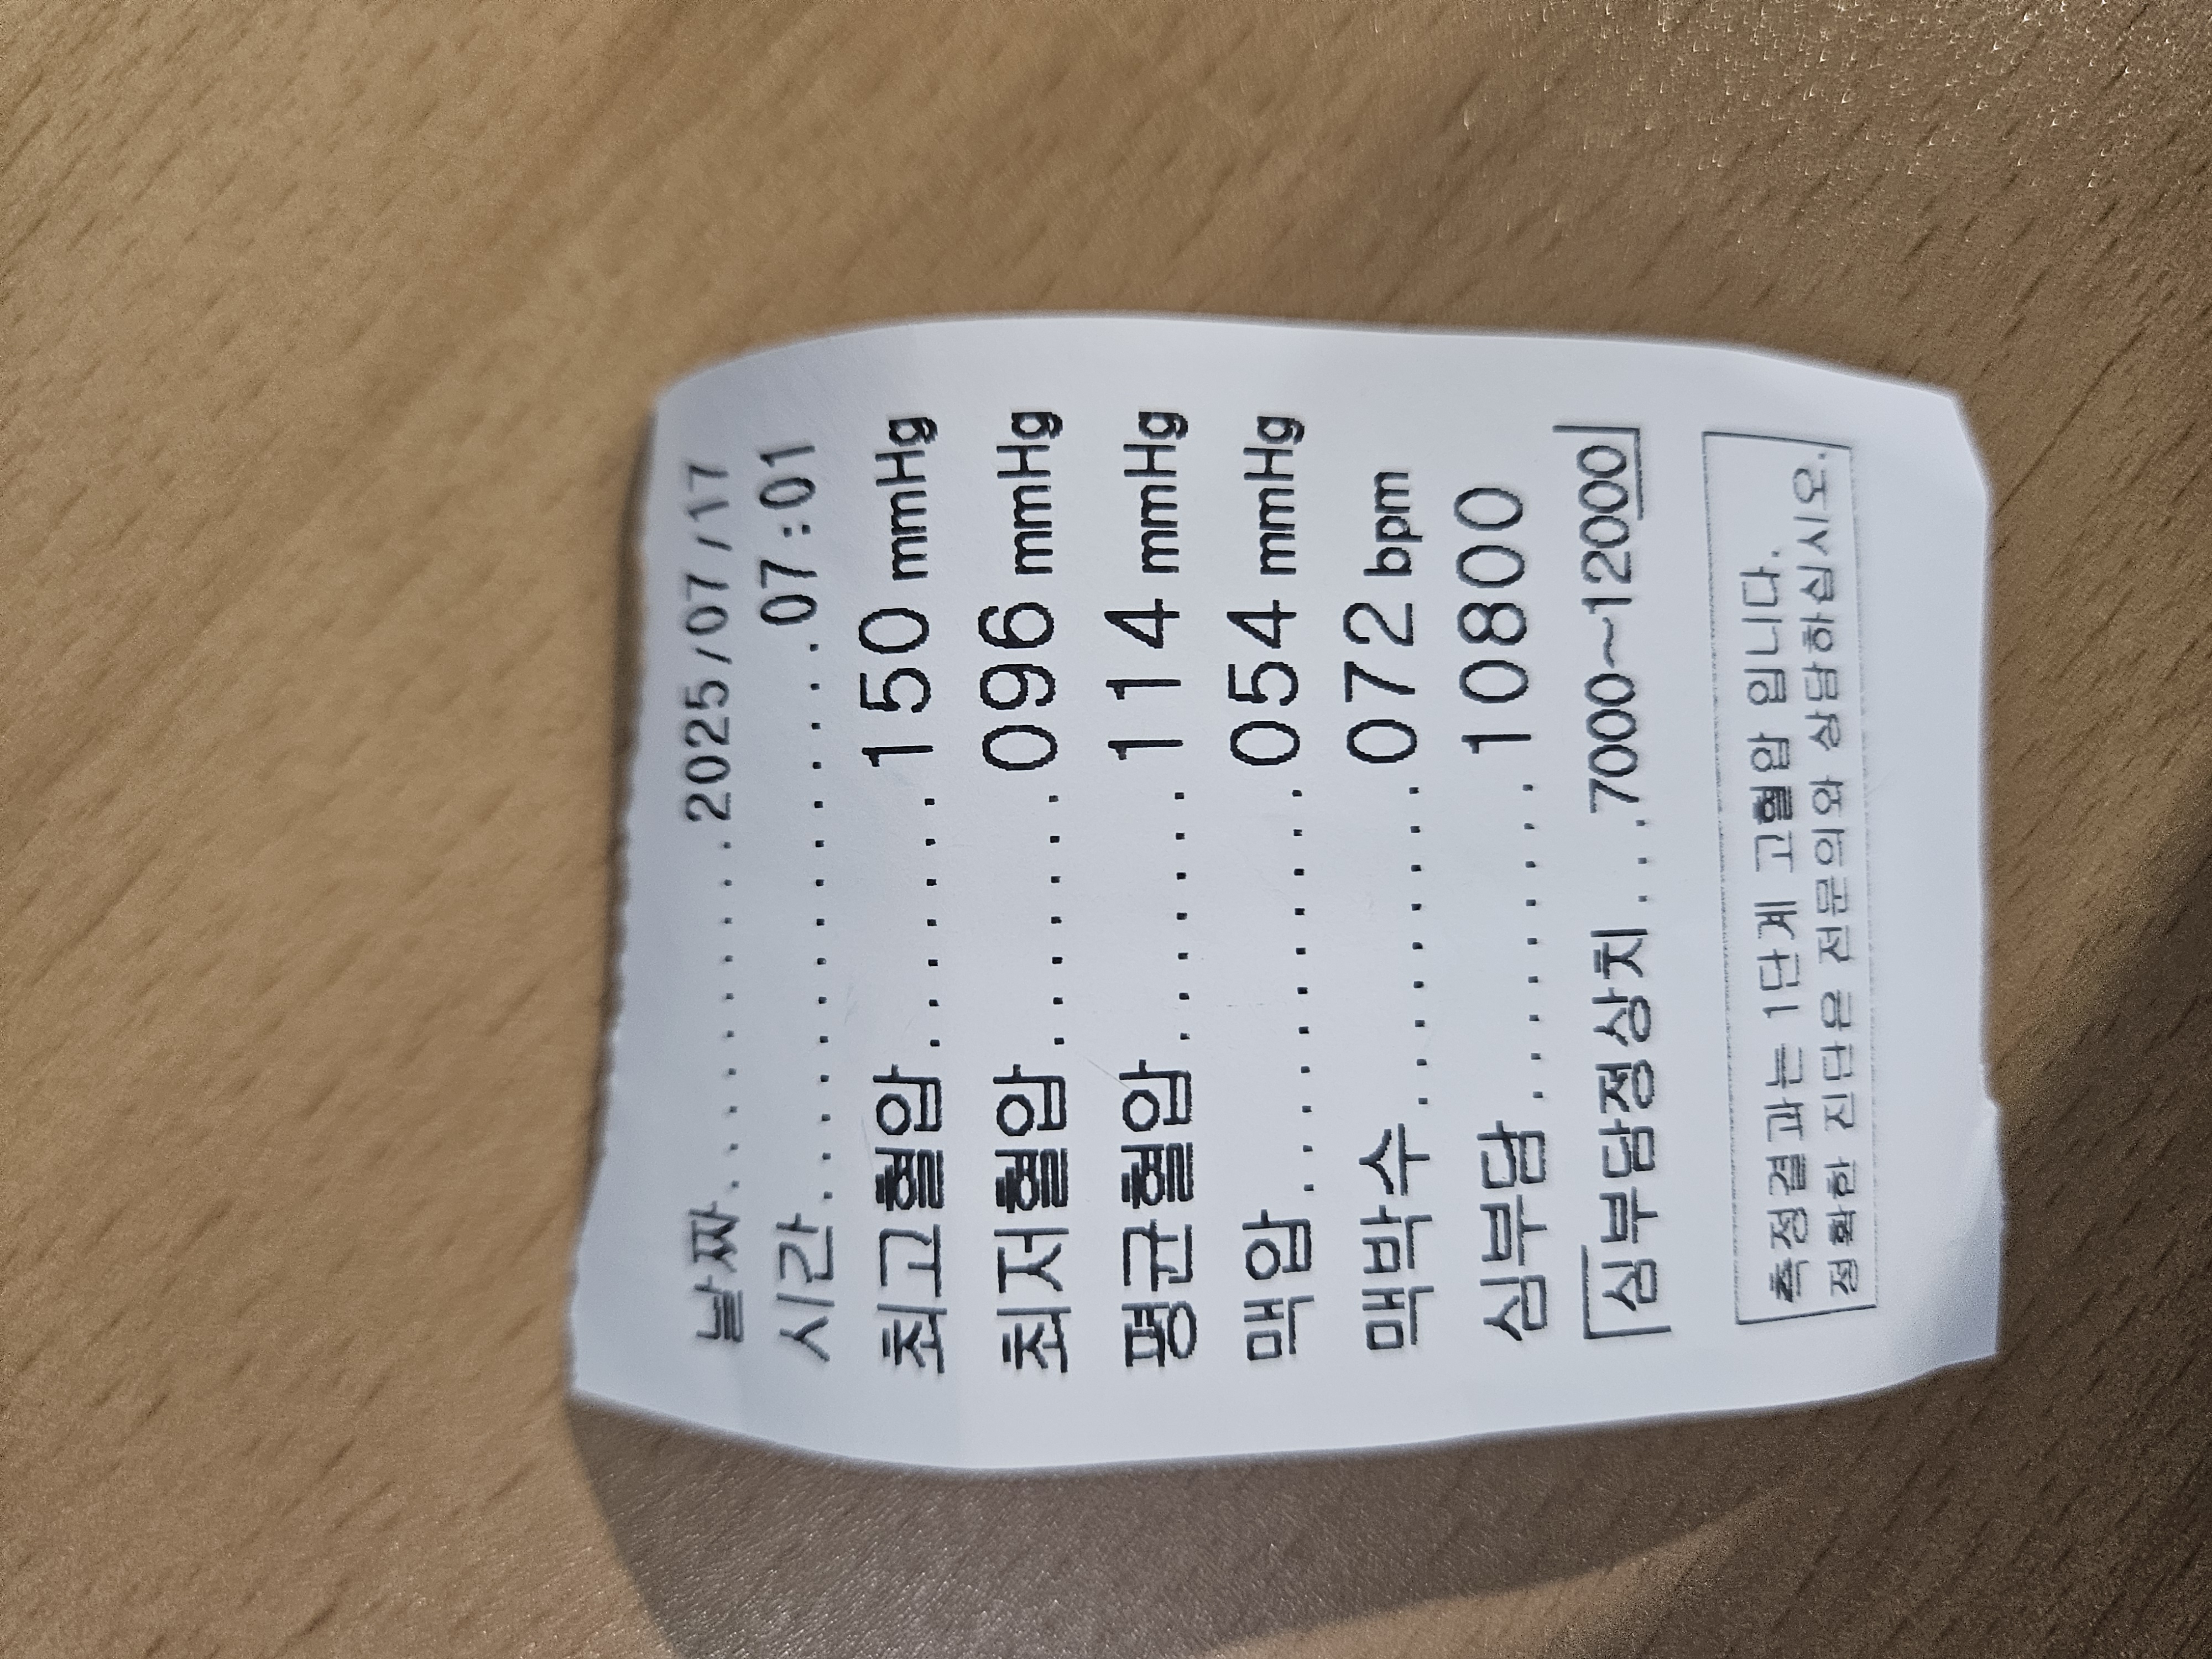 날짜..........2025/07/17
시간...............07:01
최고혈압.......150 mmHg
최저혈압.......096 mmHg
평균혈압.......114 mmHg
맥압..........054 mmHg
맥박수.........072 bpm
심부담.........10800
[심부담정상치...7000~12000]
측정결과는 1단계 고혈압 입니다.
정확한 진단은 전문의와 상담하십시오.